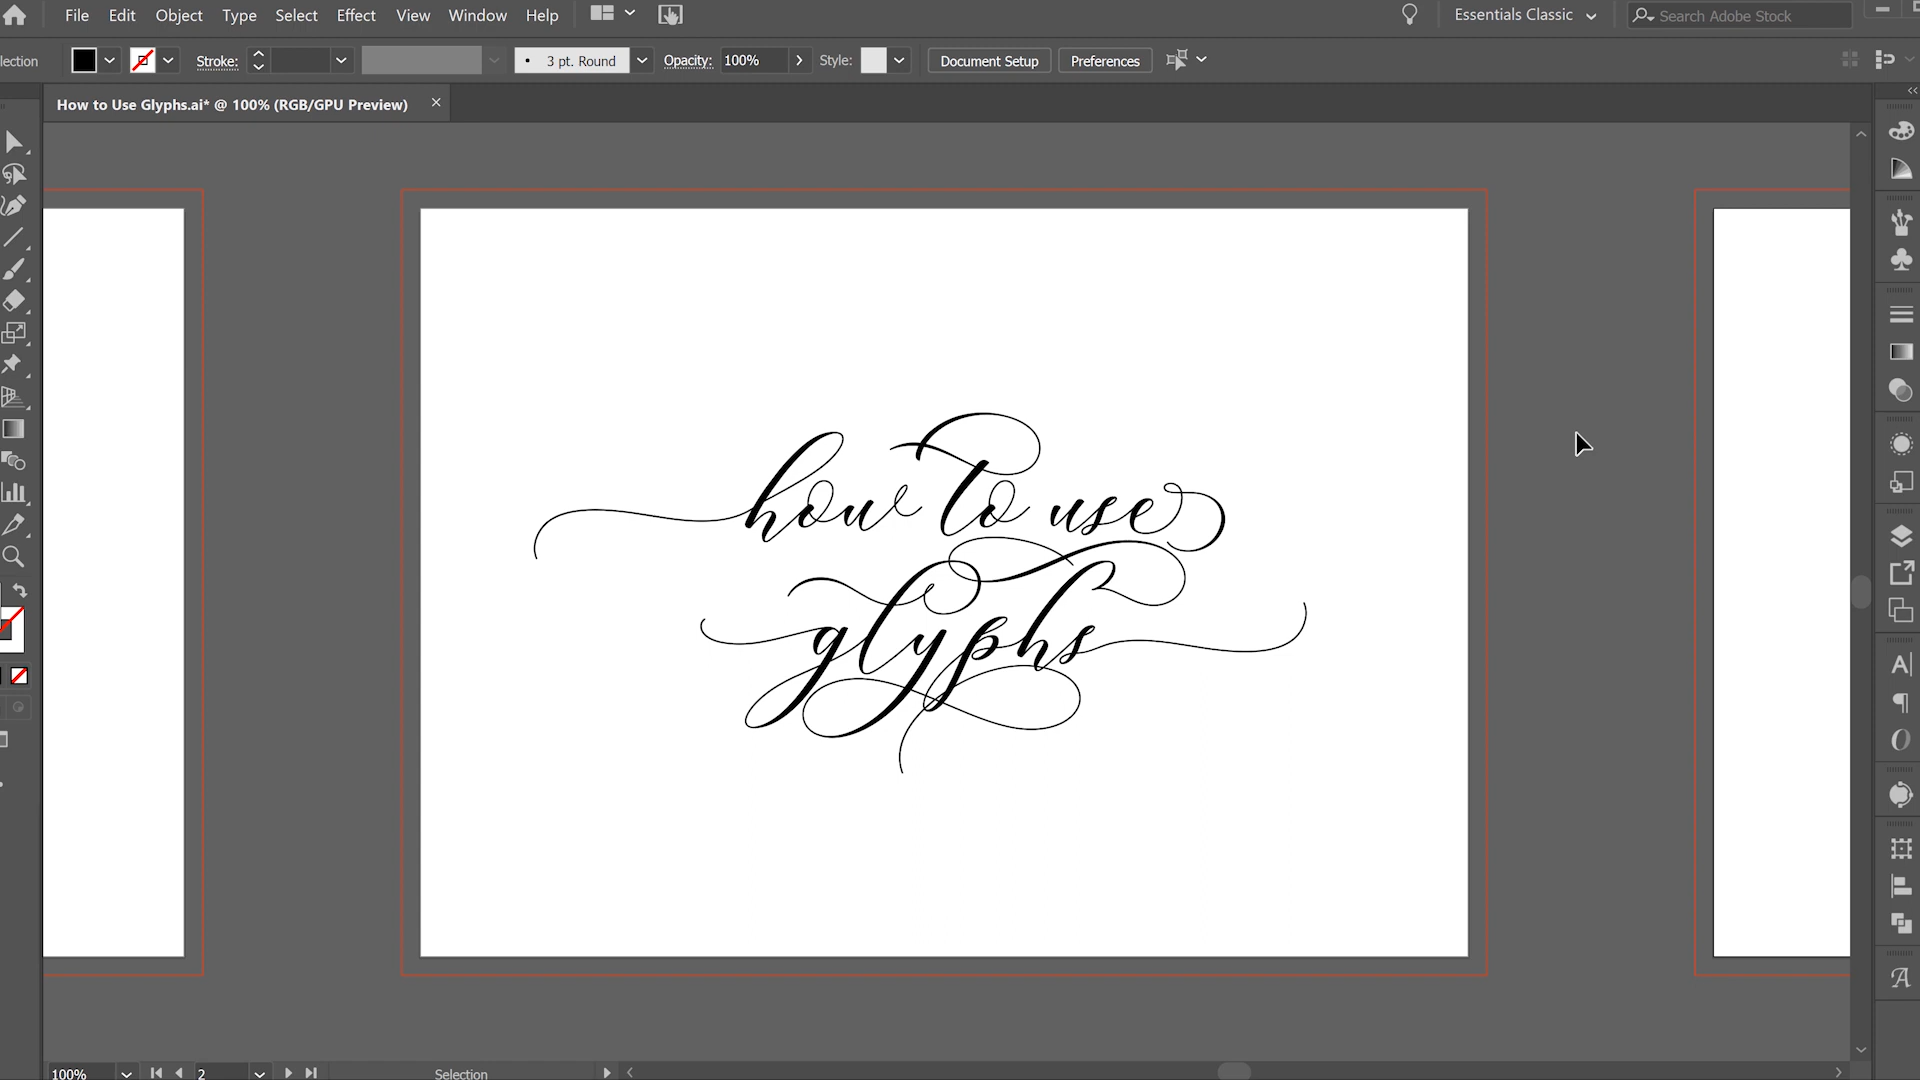 File Edit Object Type Select Effect View Window Help Essentials Classic Search Adobe Stock
lection Stroke: 3 pt. Round Opacity: 100% Style: Document Setup Preferences
How to Use Glyphs.ai* @ 100% (RGB/GPU Preview)
how to use
glyphs
100% 2 Selection